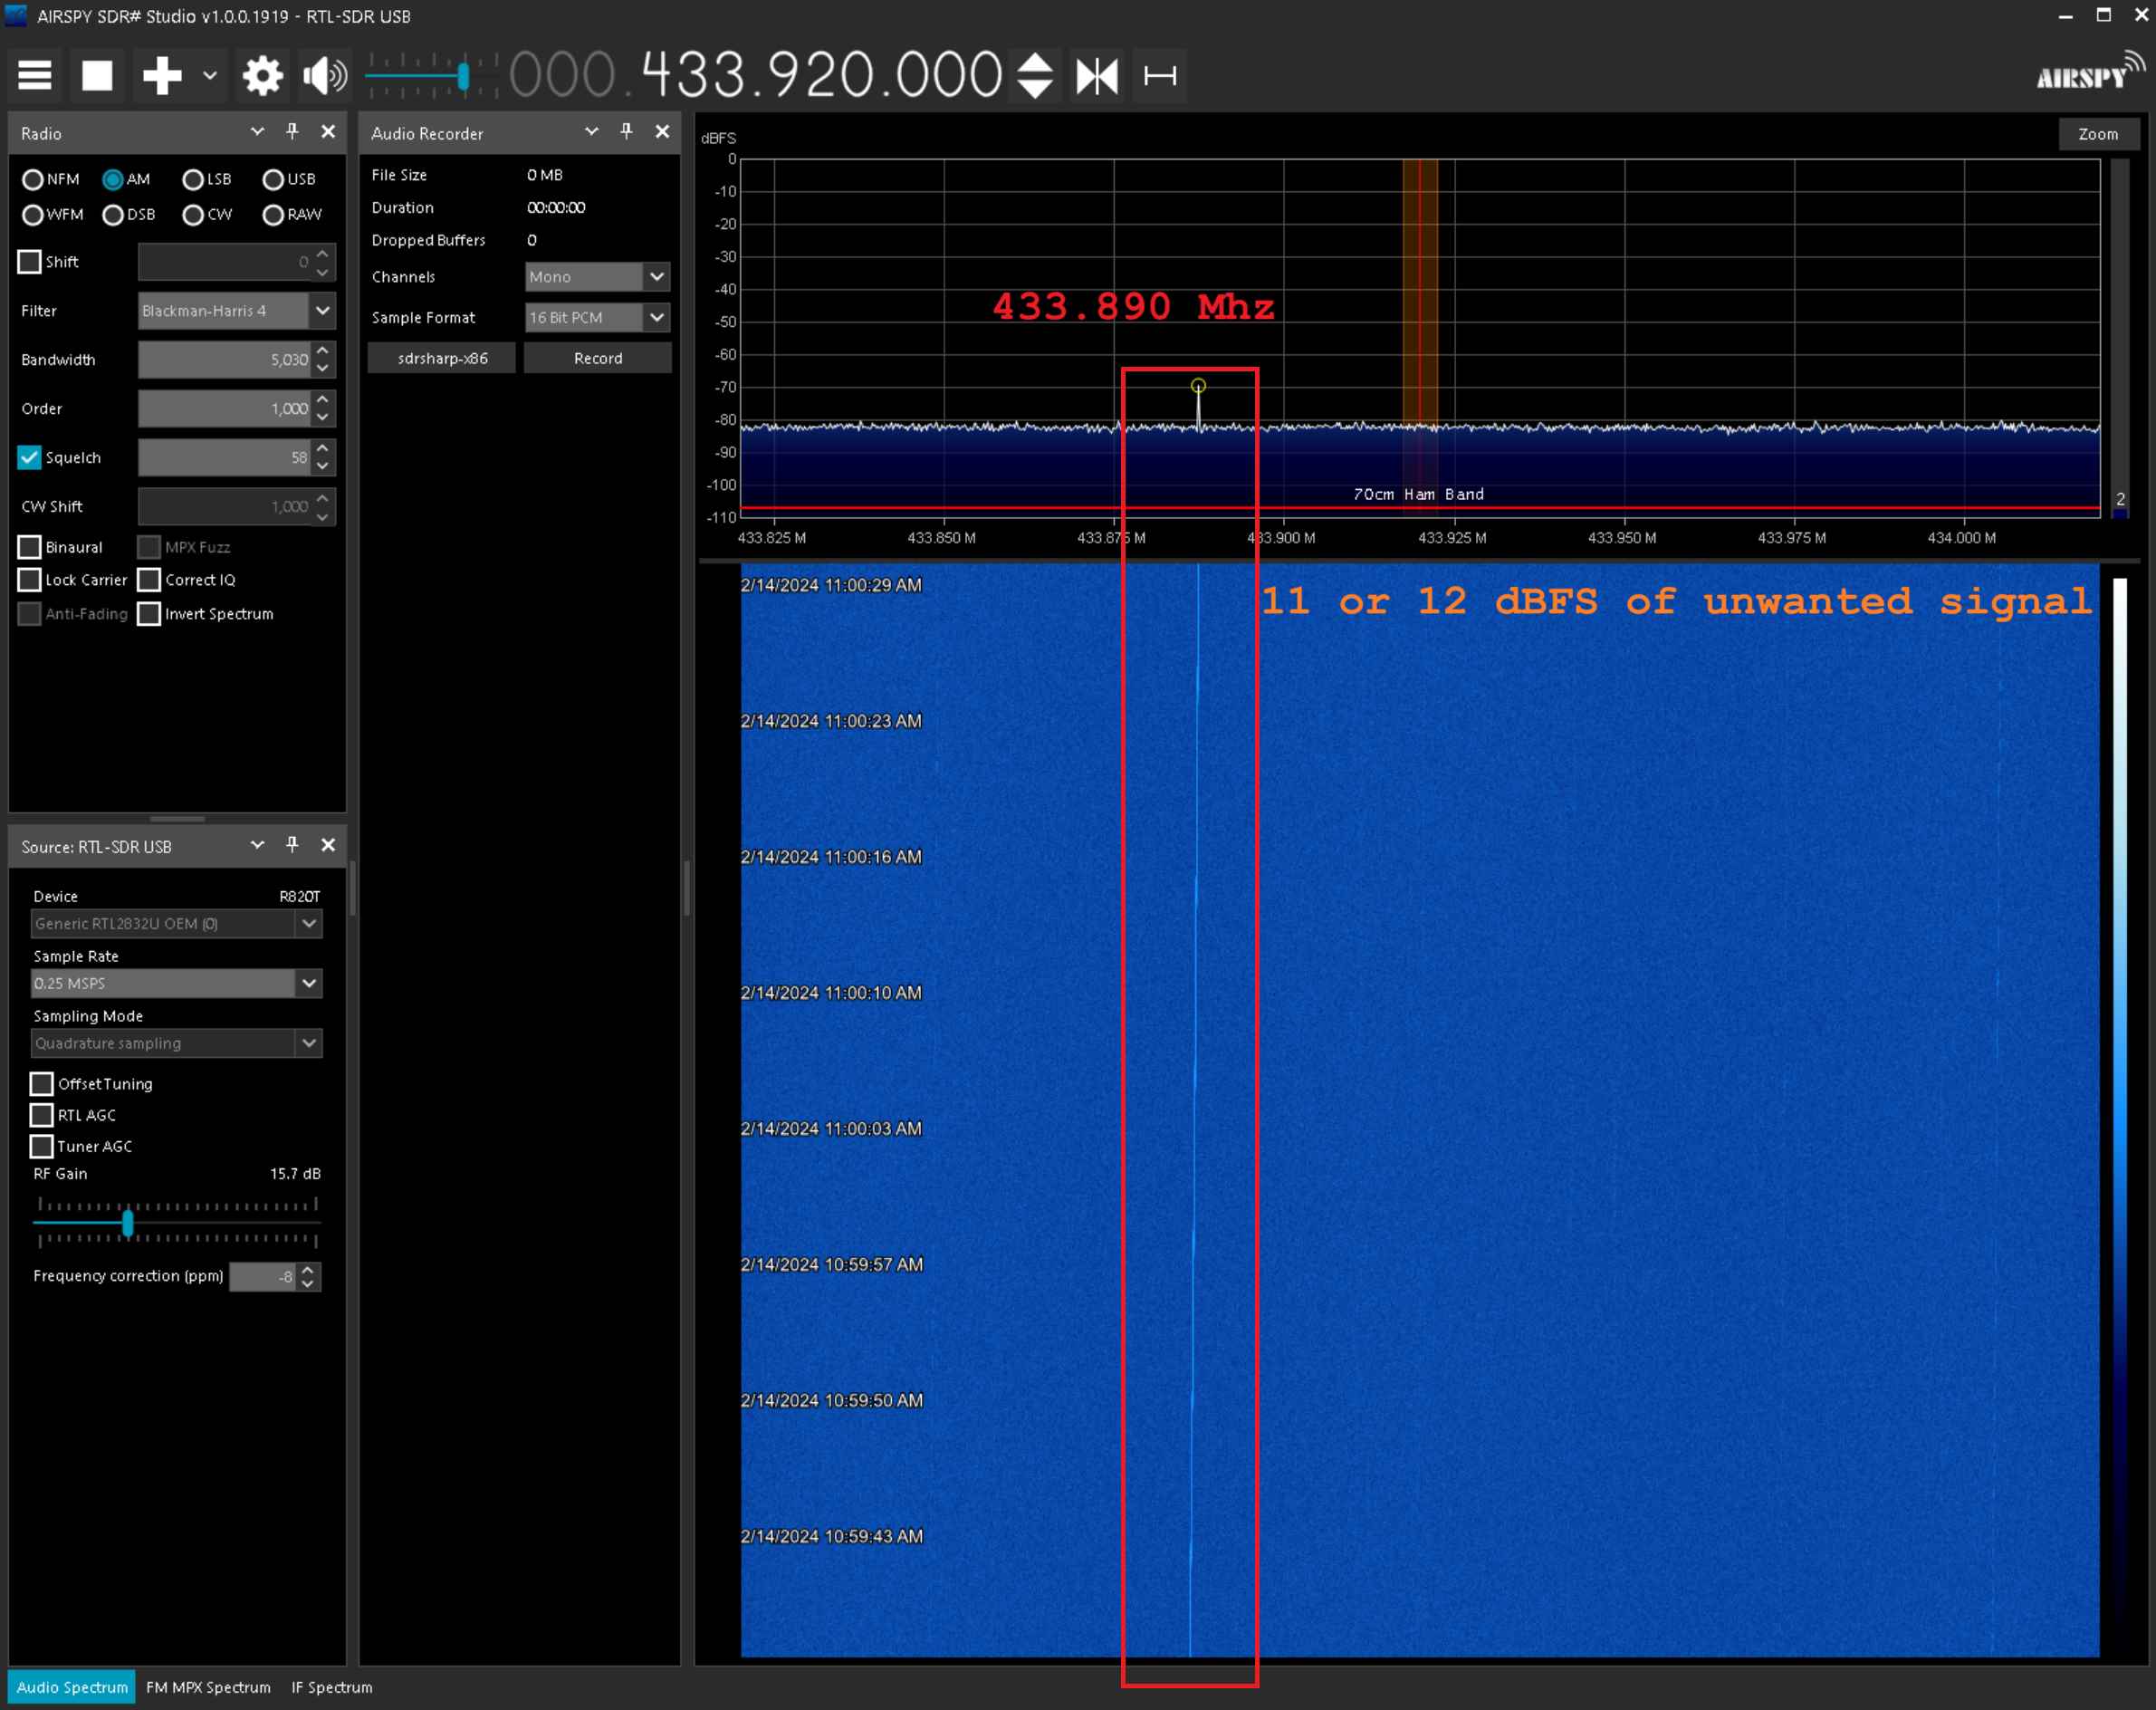 AIRSPY SDR# Studio v1.0.0.1919 - RTL-SDR USB
000.433.920.000
AIRSPY
Radio
NFM AM LSB USB
WFM DSB CW RAW
Shift 0
Filter Blackman-Harris 4
Bandwidth 5,030
Order 1,000
Squelch 58
CW Shift 1,000
Binaural MPX Fuzz
Lock Carrier Correct IQ
Anti-Fading Invert Spectrum
Source: RTL-SDR USB
Device R820T
Generic RTL2832U OEM (0)
Sample Rate
0.25 MSPS
Sampling Mode
Quadrature sampling
Offset Tuning
RTL AGC
Tuner AGC
RF Gain 15.7 dB
Frequency correction (ppm) -8
Audio Recorder
File Size 0 MB
Duration 00:00:00
Dropped Buffers 0
Channels Mono
Sample Format 16 Bit PCM
sdrsharp-x86 Record
Zoom
dBFS
0
-10
-20
-30
-40
433.890 Mhz
-50
-60
-70
-80
-90
-100
70cm Ham Band
2
-110
433.825 M 433.850 M 433.875 M 433.900 M 433.925 M 433.950 M 433.975 M 434.000 M
2/14/2024 11:00:29 AM
11 or 12 dBFS of unwanted signal
2/14/2024 11:00:23 AM
2/14/2024 11:00:16 AM
2/14/2024 11:00:10 AM
2/14/2024 11:00:03 AM
2/14/2024 10:59:57 AM
2/14/2024 10:59:50 AM
2/14/2024 10:59:43 AM
Audio Spectrum FM MPX Spectrum IF Spectrum